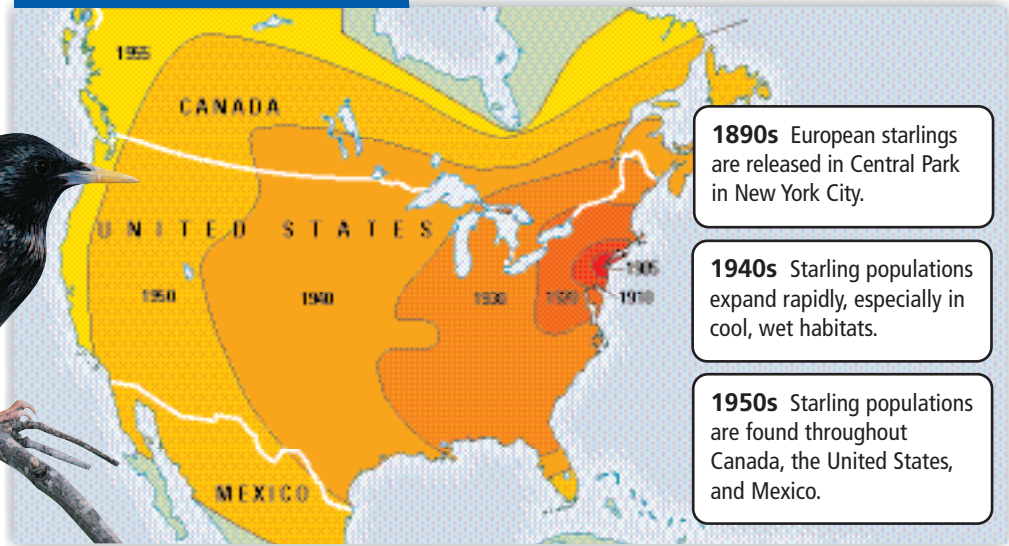 1955
CANADA
UNITED STATES
1950
1940
1930
1920
1905
1910
MEXICO
1890s European starlings
are released in Central Park
in New York City.
1940s Starling populations
expand rapidly, especially in
cool, wet habitats.
1950s Starling populations
are found throughout
Canada, the United States,
and Mexico.